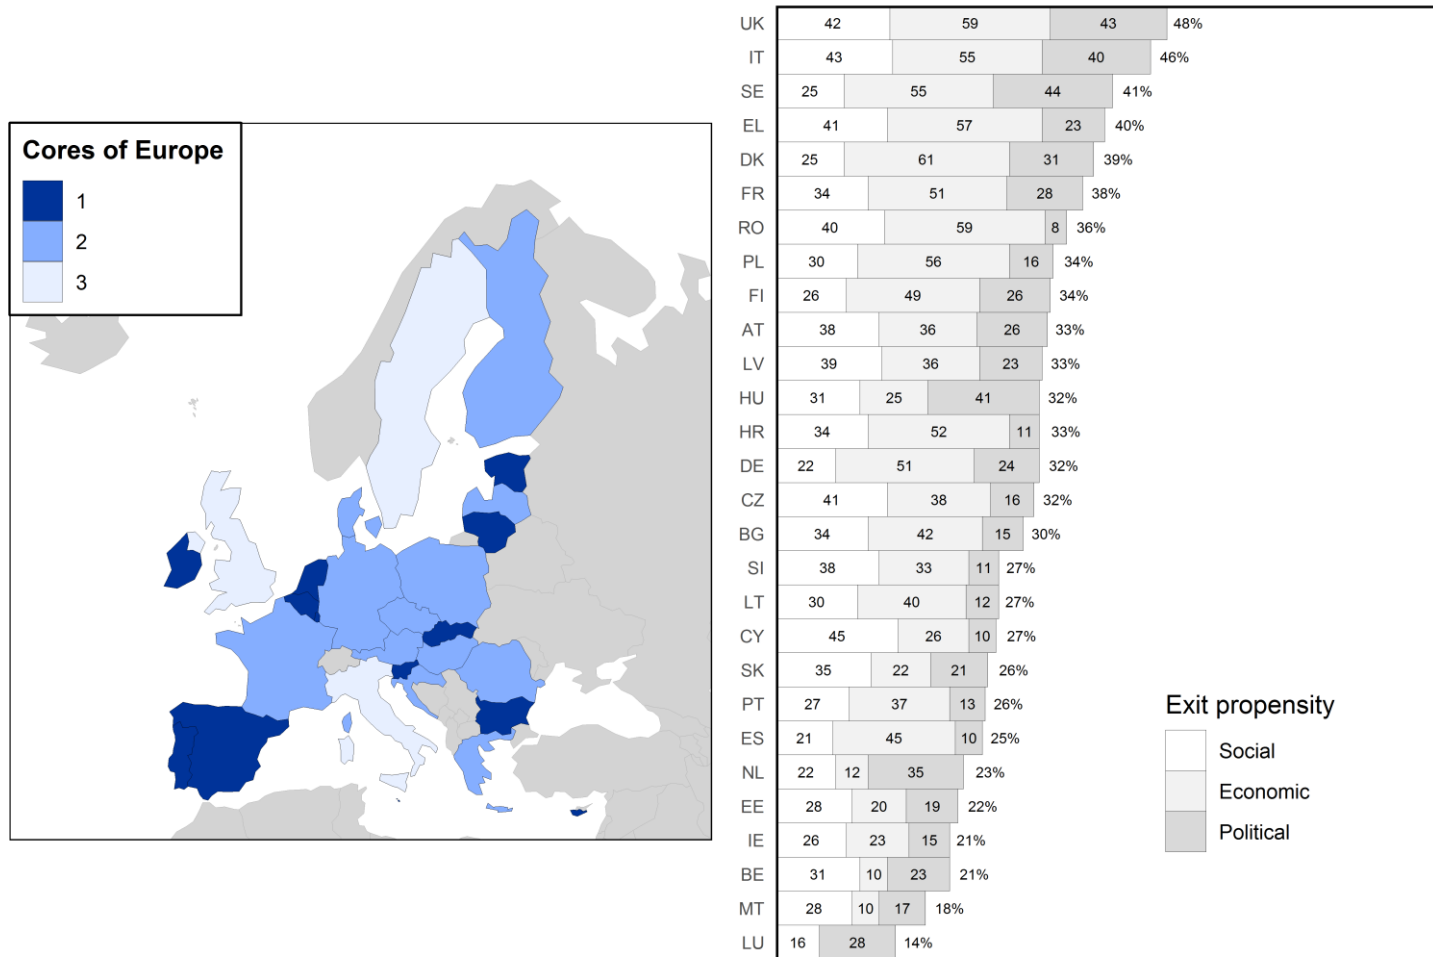 Cores of Europe
1
2
3
UK 42 59 43 48%
IT 43 55 40 46%
SE 25 55 44 41%
EL 41 57 23 40%
DK 25 61 31 39%
FR 34 51 28 38%
RO 40 59 8 36%
PL 30 56 16 34%
FI 26 49 26 34%
AT 38 36 26 33%
LV 39 36 23 33%
HU 31 25 41 32%
HR 34 52 11 33%
DE 22 51 24 32%
CZ 41 38 16 32%
BG 34 42 15 30%
SI 38 33 11 27%
LT 30 40 12 27%
CY 45 26 10 27%
SK 35 22 21 26%
PT 27 37 13 26%
ES 21 45 10 25%
NL 22 12 35 23%
EE 28 20 19 22%
IE 26 23 15 21%
BE 31 10 23 21%
MT 28 10 17 18%
LU 16 28 14%
Exit propensity
Social
Economic
Political